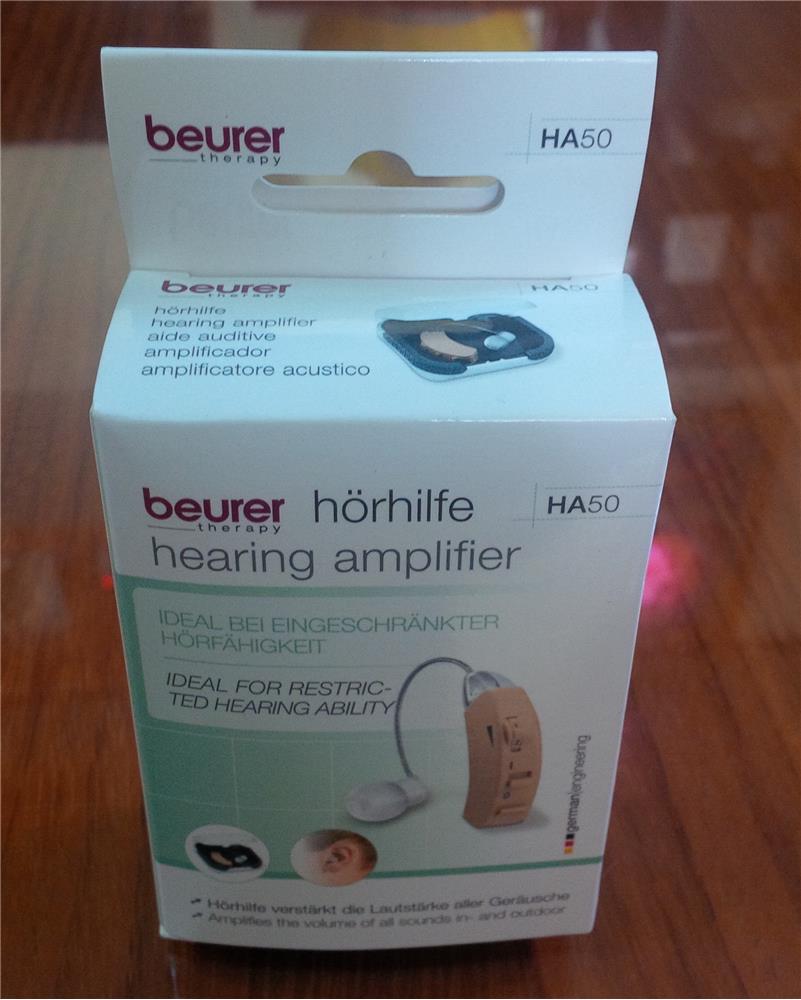 beurer
therapy
HA50
beurer
therapy
HA50
hörhilfe
hearing amplifier
aide auditive
amplificador
amplificatore acustico
beurer hörhilfe
therapy
HA50
hearing amplifier
IDEAL BEI EINGESCHRÄNKTER
HÖRFÄHIGKEIT
IDEAL FOR RESTRIC-
TED HEARING ABILITY
german|engineering
Hörhilfe verstärkt die Lautstärke aller Geräusche
Amplifies the volume of all sounds in- and outdoor